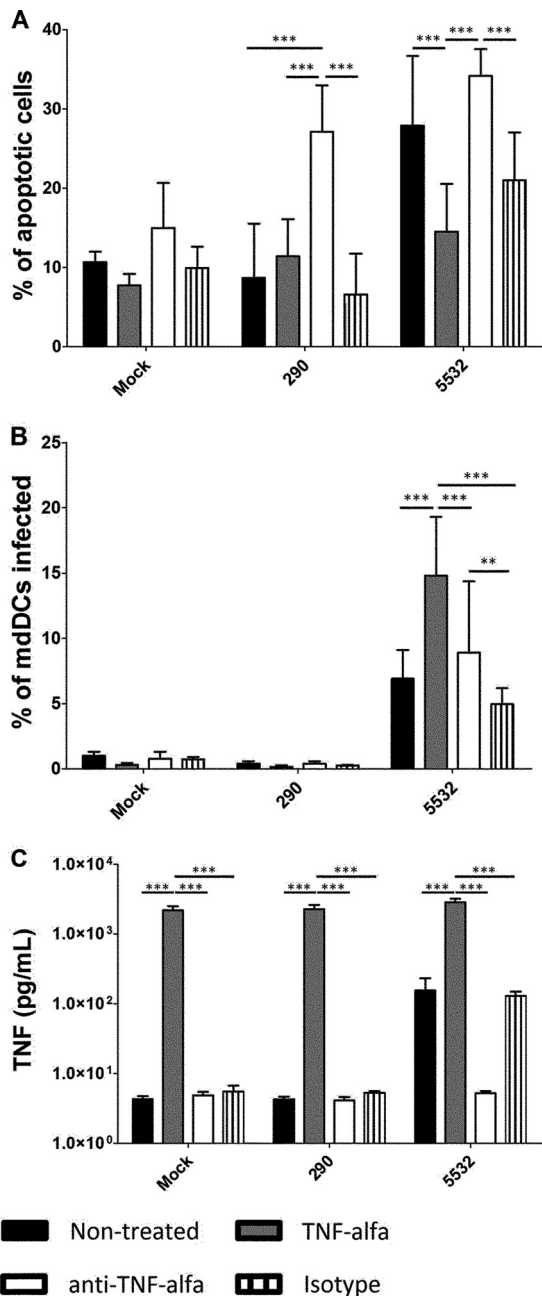 A
% of apoptotic cells
40
30
20
10
0
***
*** ***
*** *** ***
Mock
290
5532
B
% of mdDCs infected
25
20
15
10
5
0
***
*** ***
**
Mock
290
5532
C
TNF (pg/mL)
1.0×10⁴
1.0×10³
1.0×10²
1.0×10¹
1.0×10⁰
***
*** ***
***
*** ***
***
*** ***
Mock
290
5532
Non-treated
TNF-alfa
anti-TNF-alfa
Isotype